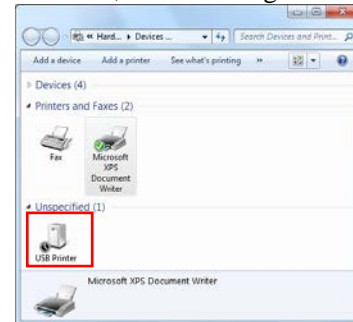 « Hard... ▸ Devices ...
Search Devices and Print...
Add a device Add a printer See what's printing »
Devices (4)
Printers and Faxes (2)
Fax
Microsoft
XPS
Document
Writer
Unspecified (1)
USB Printer
Microsoft XPS Document Writer